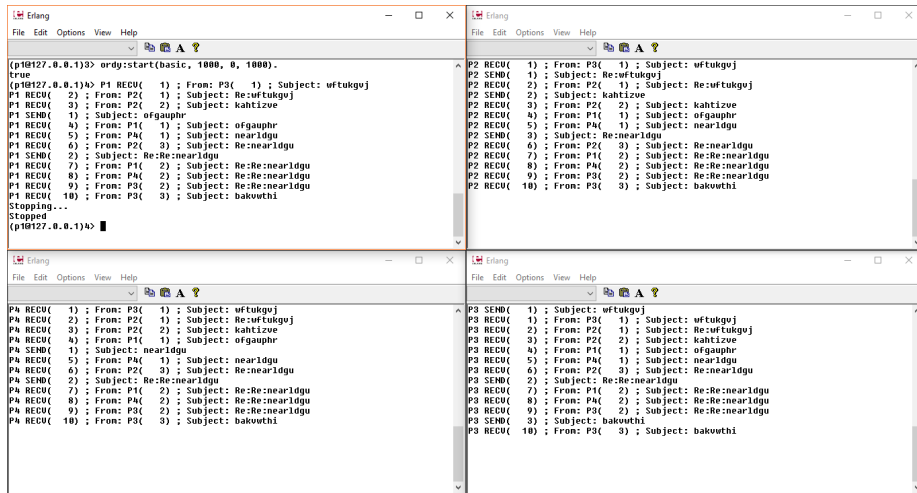 Erlang
File Edit Options View Help
(p1@127.0.0.1)3> ordy:start(basic, 1000, 0, 1000).
true
(p1@127.0.0.1)4> P1 RECV(   1) ; From: P3(   1) ; Subject: wftukgvj
P1 RECV(   2) ; From: P2(   1) ; Subject: Re:wftukgvj
P1 RECV(   3) ; From: P2(   2) ; Subject: kahtizve
P1 SEND(   1) ; Subject: ofgauphr
P1 RECV(   4) ; From: P1(   1) ; Subject: ofgauphr
P1 RECV(   5) ; From: P4(   1) ; Subject: nearldgu
P1 RECV(   6) ; From: P2(   3) ; Subject: Re:nearldgu
P1 SEND(   2) ; Subject: Re:Re:nearldgu
P1 RECV(   7) ; From: P1(   2) ; Subject: Re:Re:nearldgu
P1 RECV(   8) ; From: P4(   2) ; Subject: Re:Re:nearldgu
P1 RECV(   9) ; From: P3(   2) ; Subject: Re:Re:nearldgu
P1 RECV(  10) ; From: P3(   3) ; Subject: bakvwthi
Stopping...
Stopped
(p1@127.0.0.1)4>
Erlang
File Edit Options View Help
P2 RECV(   1) ; From: P3(   1) ; Subject: wftukgvj
P2 SEND(   1) ; Subject: Re:wftukgvj
P2 RECV(   2) ; From: P2(   1) ; Subject: Re:wftukgvj
P2 SEND(   2) ; Subject: kahtizve
P2 RECV(   3) ; From: P2(   2) ; Subject: kahtizve
P2 RECV(   4) ; From: P1(   1) ; Subject: ofgauphr
P2 RECV(   5) ; From: P4(   1) ; Subject: nearldgu
P2 SEND(   3) ; Subject: Re:nearldgu
P2 RECV(   6) ; From: P2(   3) ; Subject: Re:nearldgu
P2 RECV(   7) ; From: P1(   2) ; Subject: Re:Re:nearldgu
P2 RECV(   8) ; From: P4(   2) ; Subject: Re:Re:nearldgu
P2 RECV(   9) ; From: P3(   2) ; Subject: Re:Re:nearldgu
P2 RECV(  10) ; From: P3(   3) ; Subject: bakvwthi
Erlang
File Edit Options View Help
P4 RECV(   1) ; From: P3(   1) ; Subject: wftukgvj
P4 RECV(   2) ; From: P2(   1) ; Subject: Re:wftukgvj
P4 RECV(   3) ; From: P2(   2) ; Subject: kahtizve
P4 RECV(   4) ; From: P1(   1) ; Subject: ofgauphr
P4 SEND(   1) ; Subject: nearldgu
P4 RECV(   5) ; From: P4(   1) ; Subject: nearldgu
P4 RECV(   6) ; From: P2(   3) ; Subject: Re:nearldgu
P4 SEND(   2) ; Subject: Re:Re:nearldgu
P4 RECV(   7) ; From: P1(   2) ; Subject: Re:Re:nearldgu
P4 RECV(   8) ; From: P4(   2) ; Subject: Re:Re:nearldgu
P4 RECV(   9) ; From: P3(   2) ; Subject: Re:Re:nearldgu
P4 RECV(  10) ; From: P3(   3) ; Subject: bakvwthi
Erlang
File Edit Options View Help
P3 SEND(   1) ; Subject: wftukgvj
P3 RECV(   1) ; From: P3(   1) ; Subject: wftukgvj
P3 RECV(   2) ; From: P2(   1) ; Subject: Re:wftukgvj
P3 RECV(   3) ; From: P2(   2) ; Subject: kahtizve
P3 RECV(   4) ; From: P1(   1) ; Subject: ofgauphr
P3 RECV(   5) ; From: P4(   1) ; Subject: nearldgu
P3 RECV(   6) ; From: P2(   3) ; Subject: Re:nearldgu
P3 SEND(   2) ; Subject: Re:Re:nearldgu
P3 RECV(   7) ; From: P1(   2) ; Subject: Re:Re:nearldgu
P3 RECV(   8) ; From: P4(   2) ; Subject: Re:Re:nearldgu
P3 RECV(   9) ; From: P3(   2) ; Subject: Re:Re:nearldgu
P3 SEND(   3) ; Subject: bakvwthi
P3 RECV(  10) ; From: P3(   3) ; Subject: bakvwthi